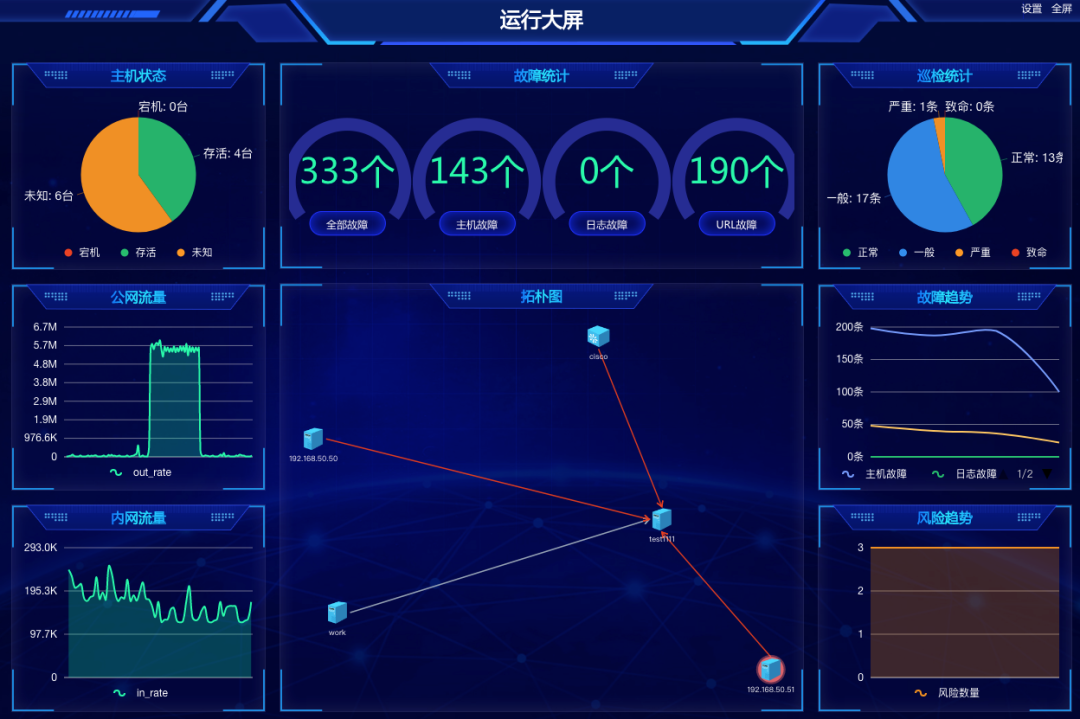 运行大屏
设置 全屏
主机状态
宕机: 0台
存活: 4台
未知: 6台
宕机 存活 未知
故障统计
333个 143个 0个 190个
全部故障 主机故障 日志故障 URL故障
巡检统计
严重: 1条 致命: 0条
正常: 13条
一般: 17条
正常 一般 严重 致命
公网流量
6.7M
5.7M
4.8M
3.8M
2.9M
1.9M
976.6K
0
out_rate
拓朴图
cisco
192.168.50.50
test1111
work
192.168.50.51
故障趋势
200条
150条
100条
50条
0条
主机故障 日志故障 1/2
内网流量
293.0K
195.3K
97.7K
0
in_rate
风险趋势
3
2
1
0
风险数量